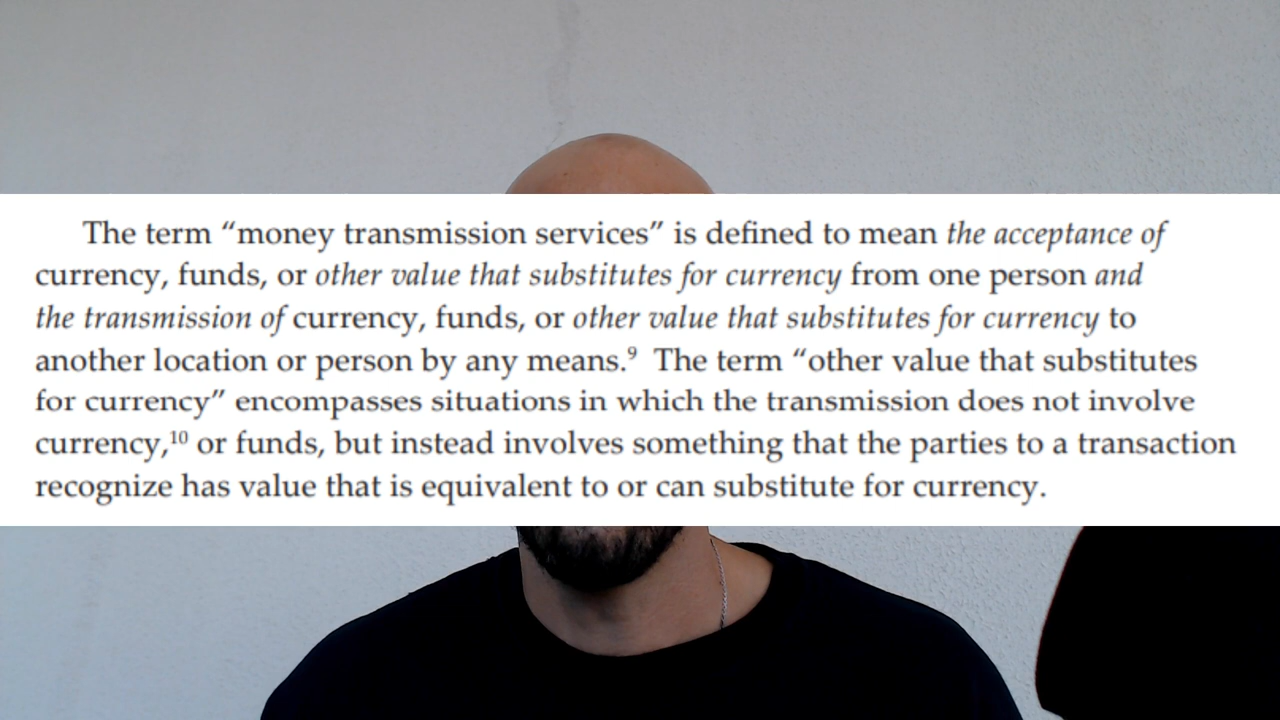 The term “money transmission services” is defined to mean the acceptance of
currency, funds, or other value that substitutes for currency from one person and
the transmission of currency, funds, or other value that substitutes for currency to
another location or person by any means.⁹ The term “other value that substitutes
for currency” encompasses situations in which the transmission does not involve
currency,¹⁰ or funds, but instead involves something that the parties to a transaction
recognize has value that is equivalent to or can substitute for currency.